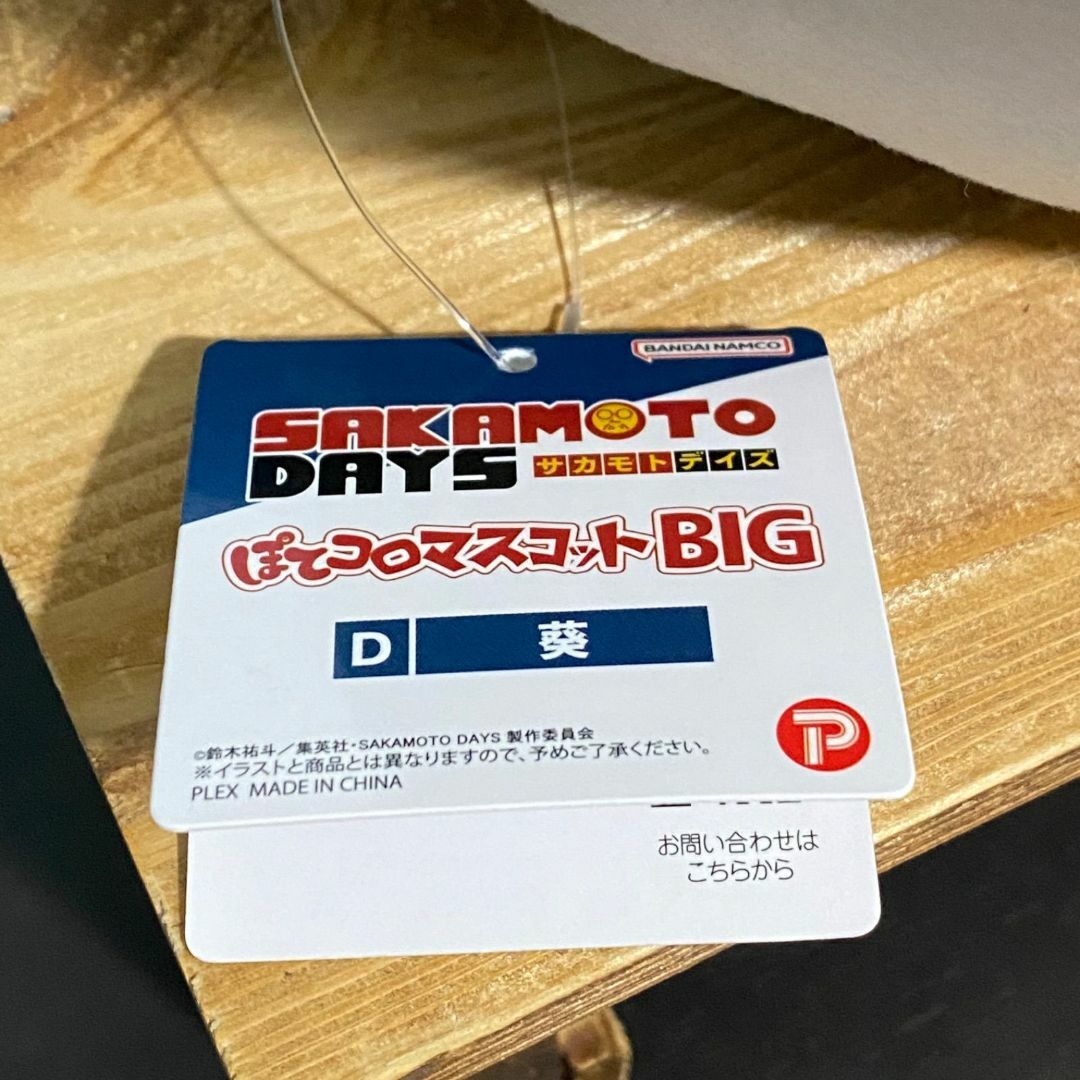 BANDAI NAMCO
SAKAMOTO
DAYS サカモトデイズ
ぽてコロマスコットBIG
D 葵
©鈴木祐斗／集英社・SAKAMOTO DAYS 製作委員会
※イラストと商品とは異なりますので、予めご了承ください。
PLEX MADE IN CHINA
お問い合わせは
こちらから